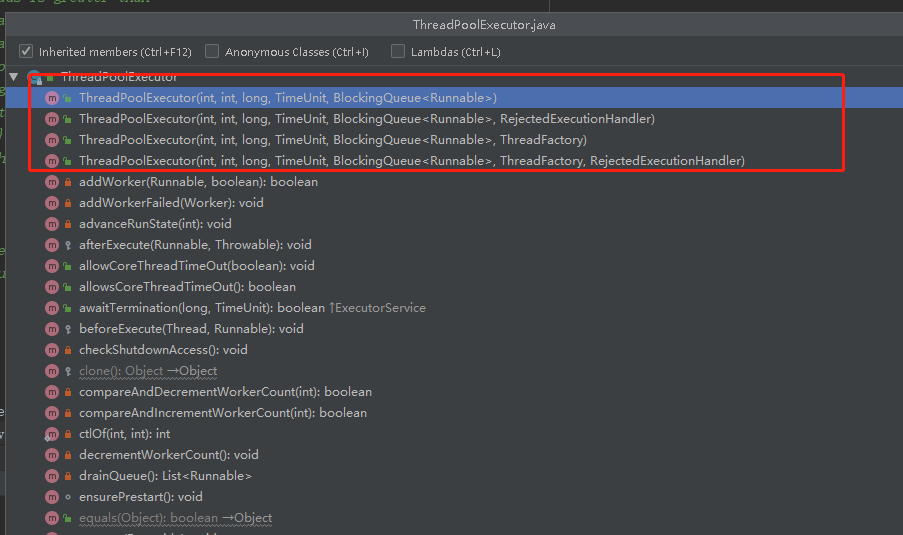 ds is greater than
ThreadPoolExecutor.java
Inherited members (Ctrl+F12) Anonymous Classes (Ctrl+I) Lambdas (Ctrl+L)
ThreadPoolExecutor
ThreadPoolExecutor(int, int, long, TimeUnit, BlockingQueue<Runnable>)
ThreadPoolExecutor(int, int, long, TimeUnit, BlockingQueue<Runnable>, RejectedExecutionHandler)
ThreadPoolExecutor(int, int, long, TimeUnit, BlockingQueue<Runnable>, ThreadFactory)
ThreadPoolExecutor(int, int, long, TimeUnit, BlockingQueue<Runnable>, ThreadFactory, RejectedExecutionHandler)
addWorker(Runnable, boolean): boolean
addWorkerFailed(Worker): void
advanceRunState(int): void
afterExecute(Runnable, Throwable): void
allowCoreThreadTimeOut(boolean): void
allowsCoreThreadTimeOut(): boolean
awaitTermination(long, TimeUnit): boolean ↑ExecutorService
beforeExecute(Thread, Runnable): void
checkShutdownAccess(): void
clone(): Object →Object
compareAndDecrementWorkerCount(int): boolean
compareAndIncrementWorkerCount(int): boolean
ctlOf(int, int): int
decrementWorkerCount(): void
drainQueue(): List<Runnable>
ensurePrestart(): void
equals(Object): boolean →Object